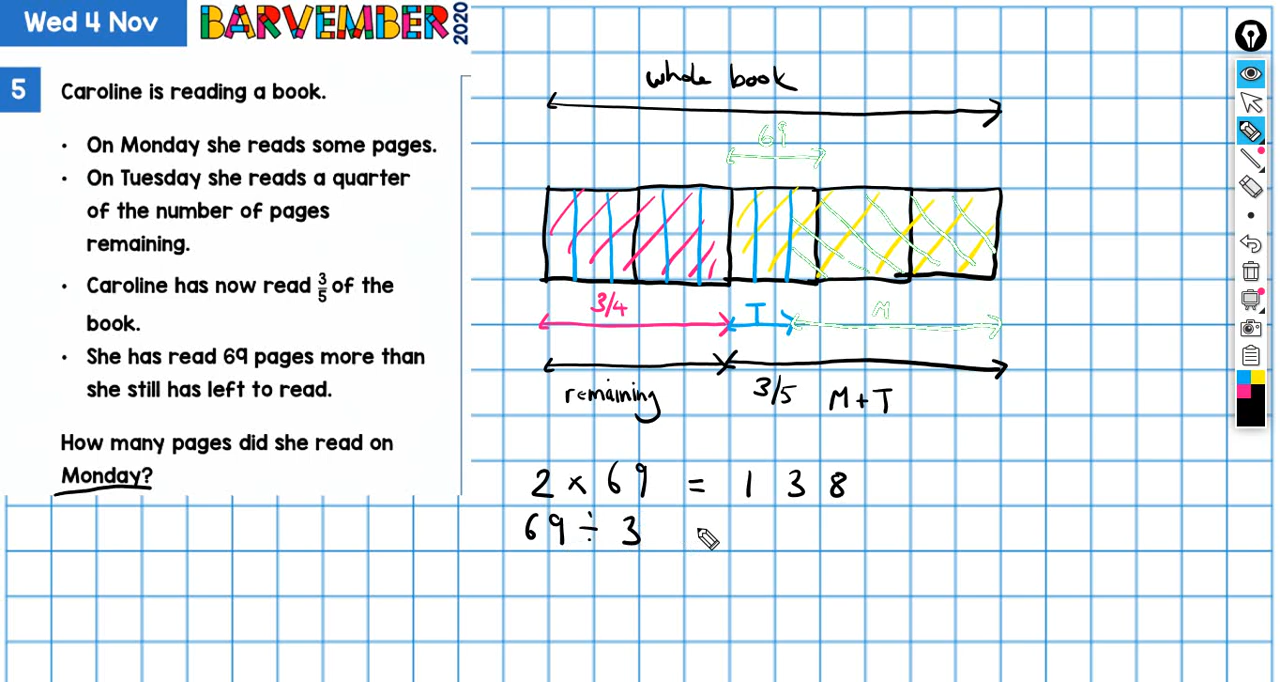 Wed 4 Nov
BARVEMBER 2020
5
Caroline is reading a book.
• On Monday she reads some pages.
• On Tuesday she reads a quarter
of the number of pages
remaining.
• Caroline has now read 3/5 of the
book.
• She has read 69 pages more than
she still has left to read.
How many pages did she read on
Monday?
whole book
69
3/4
T
M
remaining
3/5 M+T
2 × 69 = 138
69 ÷ 3